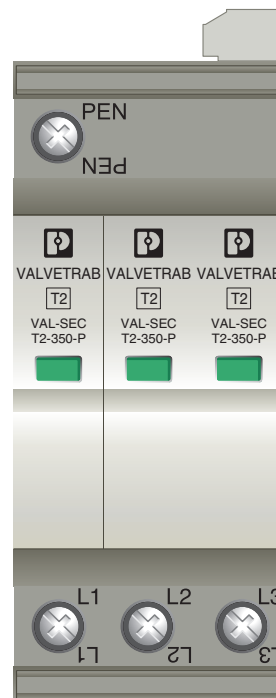 PEN
PEN
VALVETRAB VALVETRAB VALVETRAB
T2 T2 T2
VAL-SEC VAL-SEC VAL-SEC
T2-350-P T2-350-P T2-350-P
L1 L2 L3
L1 L2 L3